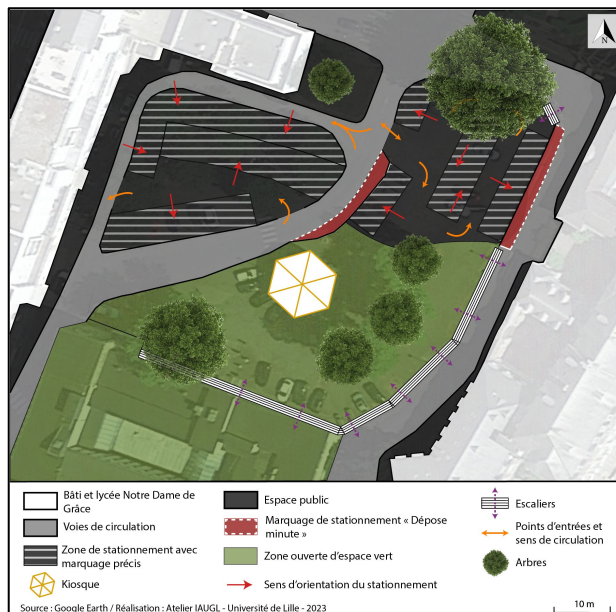 N
Bâti et lycée Notre Dame de
Grâce
Voies de circulation
Zone de stationnement avec
marquage précis
Kiosque
Espace public
Marquage de stationnement « Dépose
minute »
Zone ouverte d'espace vert
Sens d'orientation du stationnement
Escaliers
Points d'entrées et
sens de circulation
Arbres
Source : Google Earth / Réalisation : Atelier IAUGL - Université de Lille - 2023
10 m